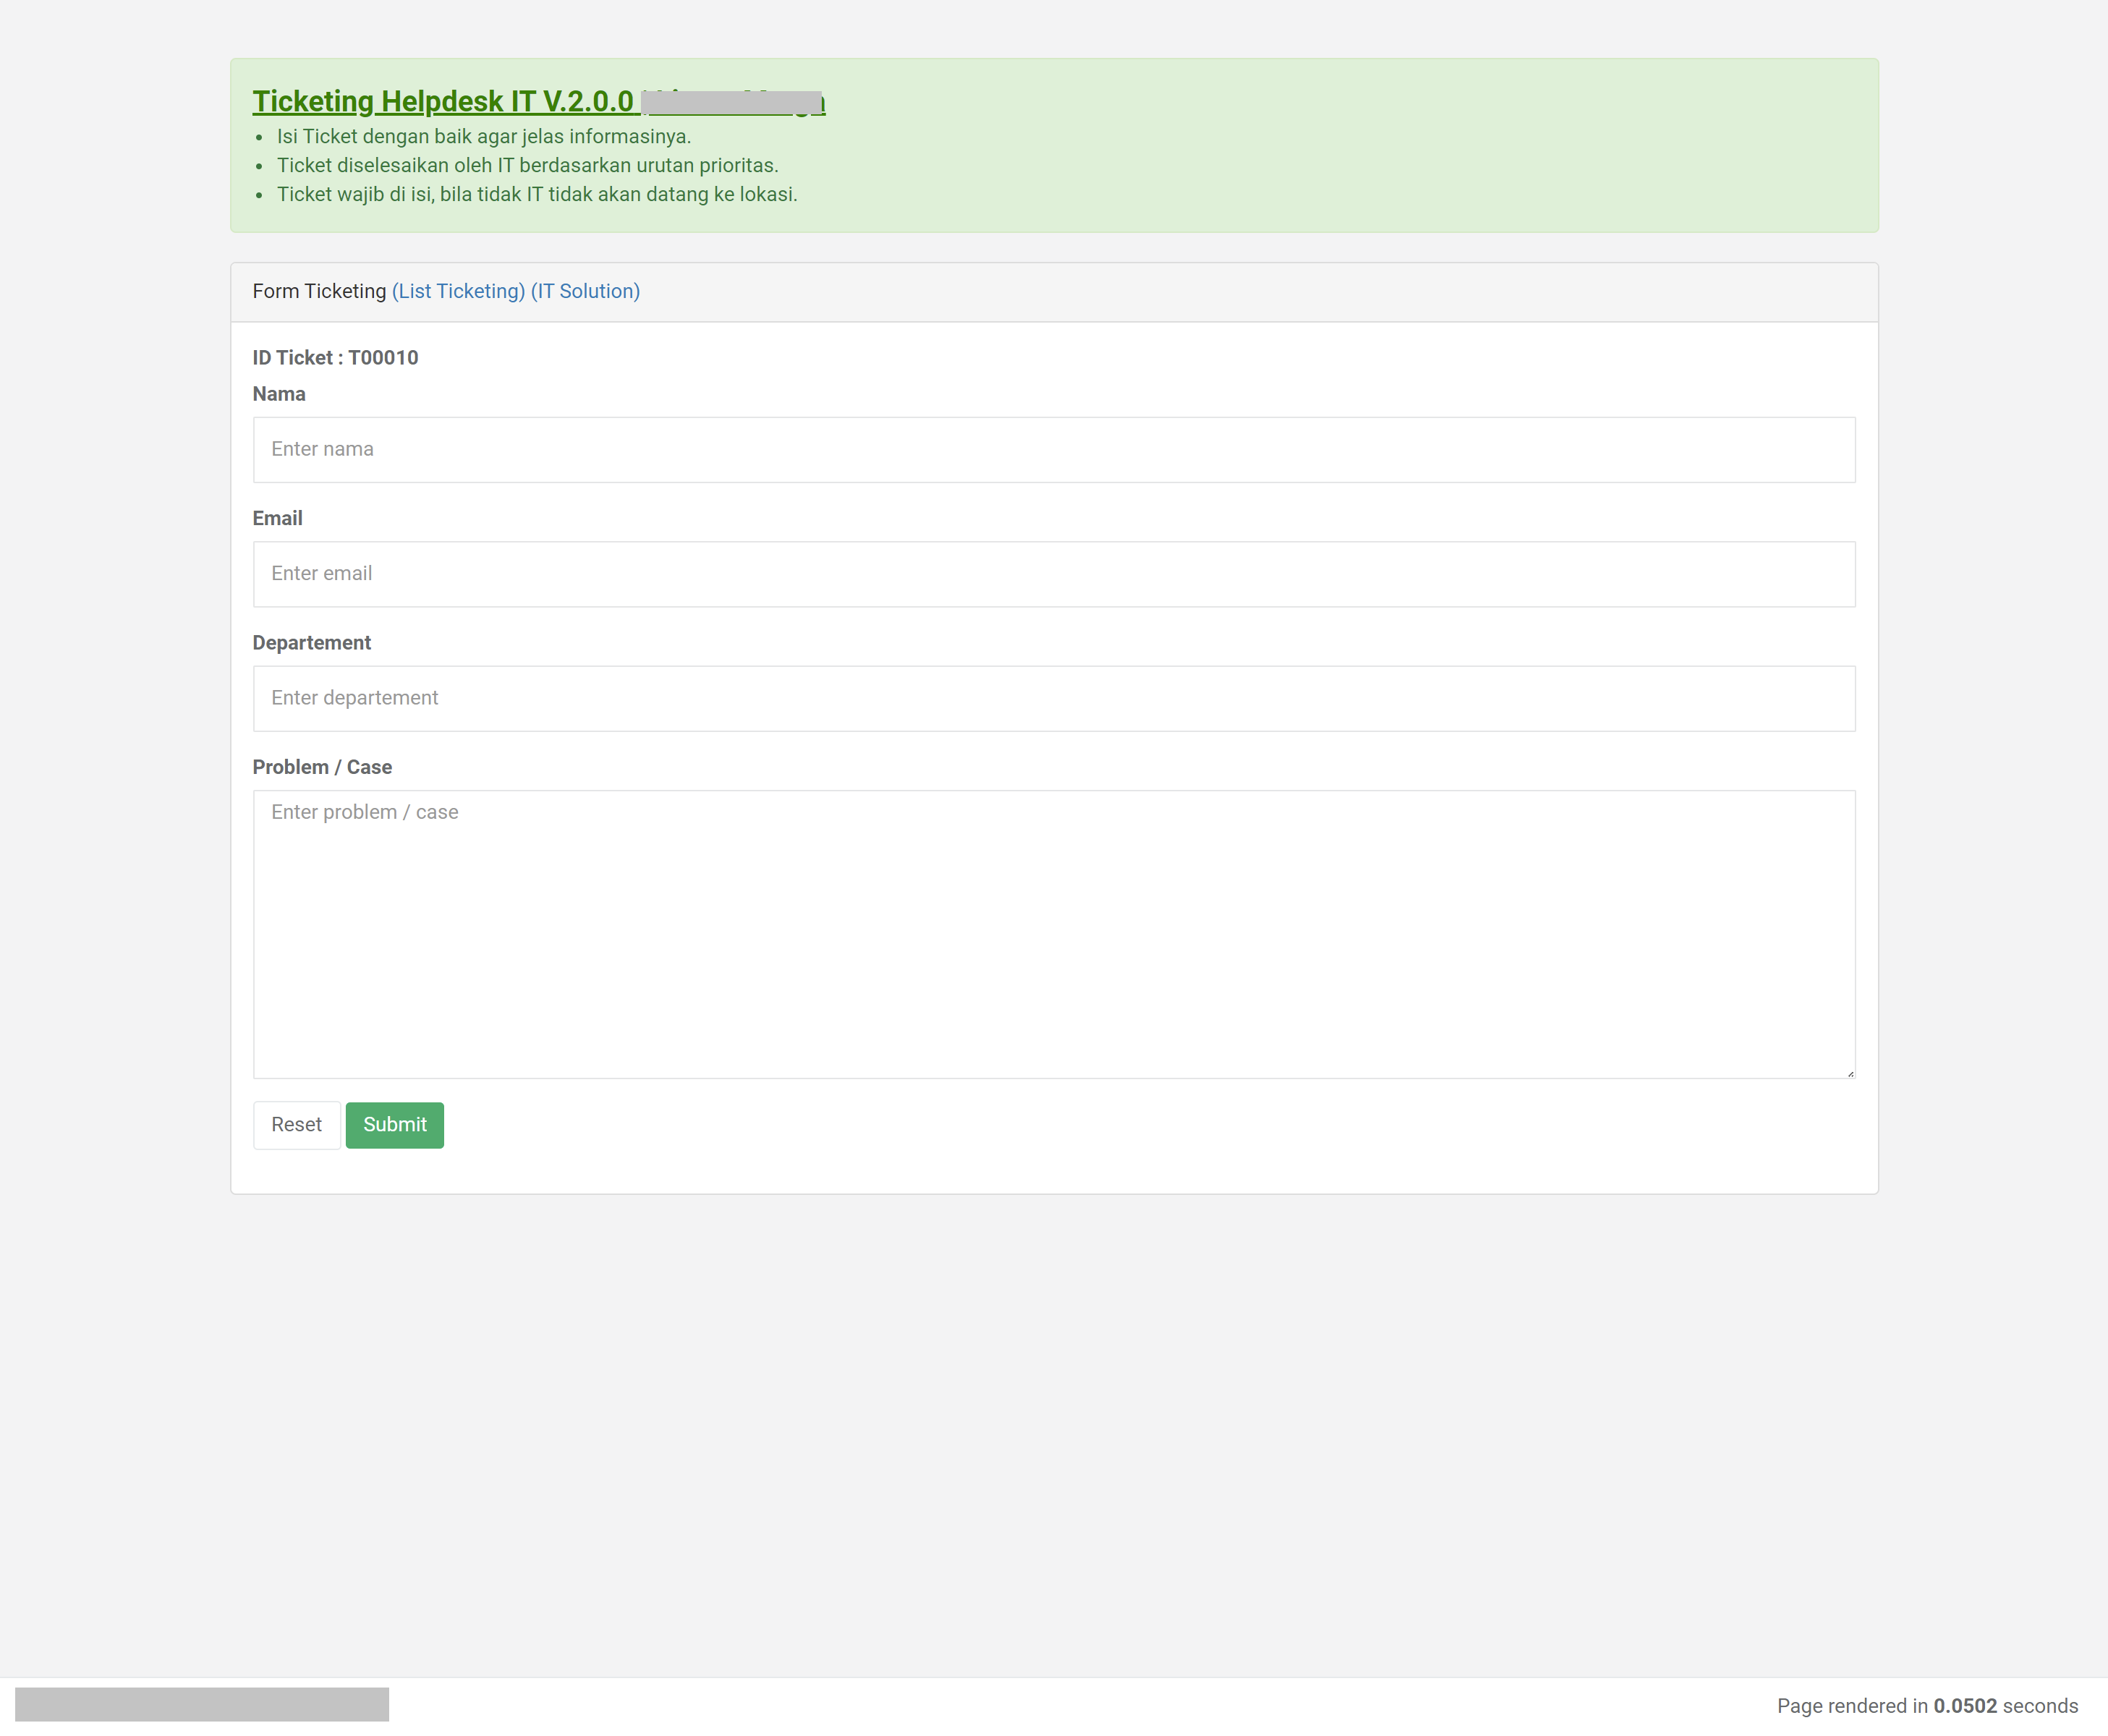 Ticketing Helpdesk IT V.2.0.0
Isi Ticket dengan baik agar jelas informasinya.
Ticket diselesaikan oleh IT berdasarkan urutan prioritas.
Ticket wajib di isi, bila tidak IT tidak akan datang ke lokasi.
Form Ticketing (List Ticketing) (IT Solution)
ID Ticket : T00010
Nama
Enter nama
Email
Enter email
Departement
Enter departement
Problem / Case
Enter problem / case
Reset Submit
Page rendered in 0.0502 seconds